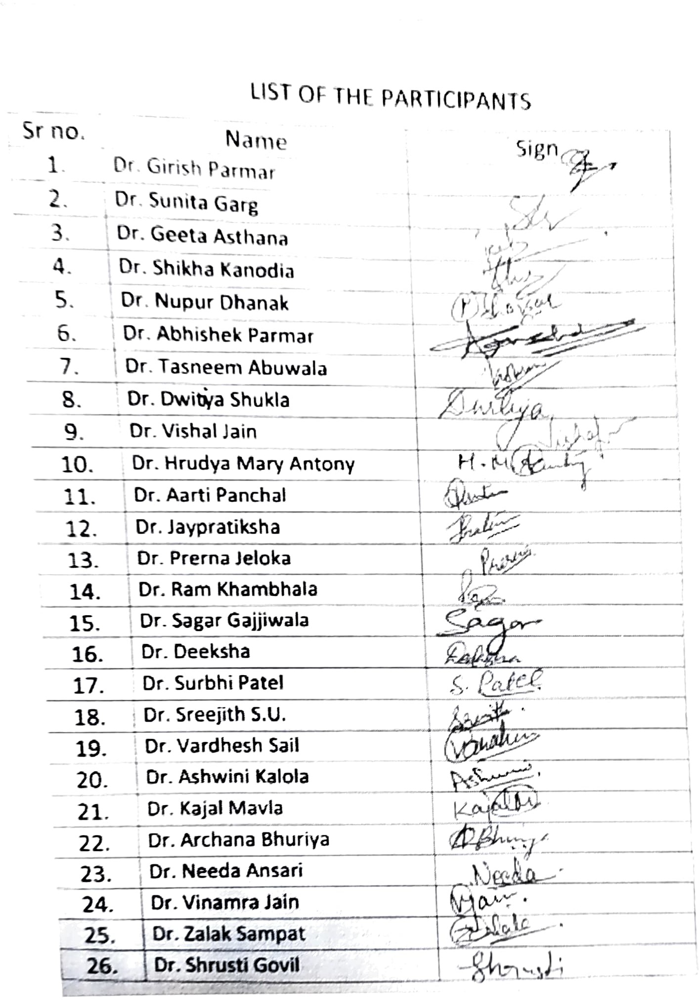 LIST OF THE PARTICIPANTS
Sr no. Name Sign
1. Dr. Girish Parmar
2. Dr. Sunita Garg
3. Dr. Geeta Asthana
4. Dr. Shikha Kanodia
5. Dr. Nupur Dhanak
6. Dr. Abhishek Parmar
7. Dr. Tasneem Abuwala
8. Dr. Dwitiya Shukla Dwitiya
9. Dr. Vishal Jain Vishal
10. Dr. Hrudya Mary Antony H. M. Antony
11. Dr. Aarti Panchal
12. Dr. Jaypratiksha
13. Dr. Prerna Jeloka Prerna
14. Dr. Ram Khambhala
15. Dr. Sagar Gajjiwala Sagar
16. Dr. Deeksha
17. Dr. Surbhi Patel S. Patel
18. Dr. Sreejith S.U.
19. Dr. Vardhesh Sail
20. Dr. Ashwini Kalola Ashwini
21. Dr. Kajal Mavla Kajal
22. Dr. Archana Bhuriya
23. Dr. Needa Ansari Needa
24. Dr. Vinamra Jain
25. Dr. Zalak Sampat
26. Dr. Shrusti Govil Shrusti